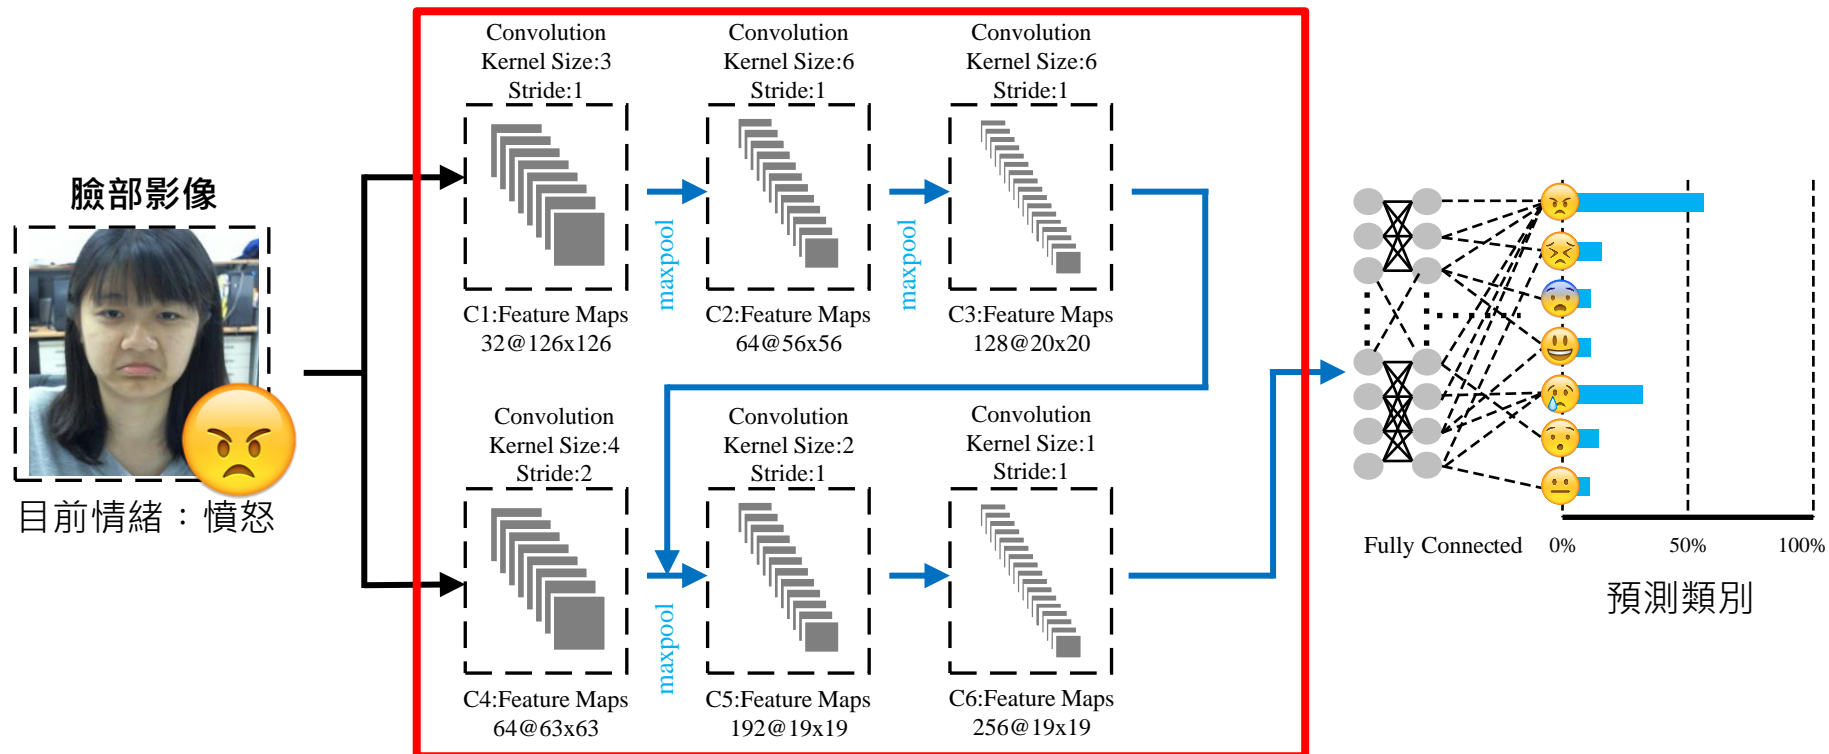 臉部影像
目前情緒：憤怒
Convolution
Kernel Size:3
Stride:1
C1:Feature Maps
32@126x126
maxpool
Convolution
Kernel Size:6
Stride:1
C2:Feature Maps
64@56x56
maxpool
Convolution
Kernel Size:6
Stride:1
C3:Feature Maps
128@20x20
Convolution
Kernel Size:4
Stride:2
C4:Feature Maps
64@63x63
maxpool
Convolution
Kernel Size:2
Stride:1
C5:Feature Maps
192@19x19
Convolution
Kernel Size:1
Stride:1
C6:Feature Maps
256@19x19
Fully Connected
0%
50%
100%
預測類別